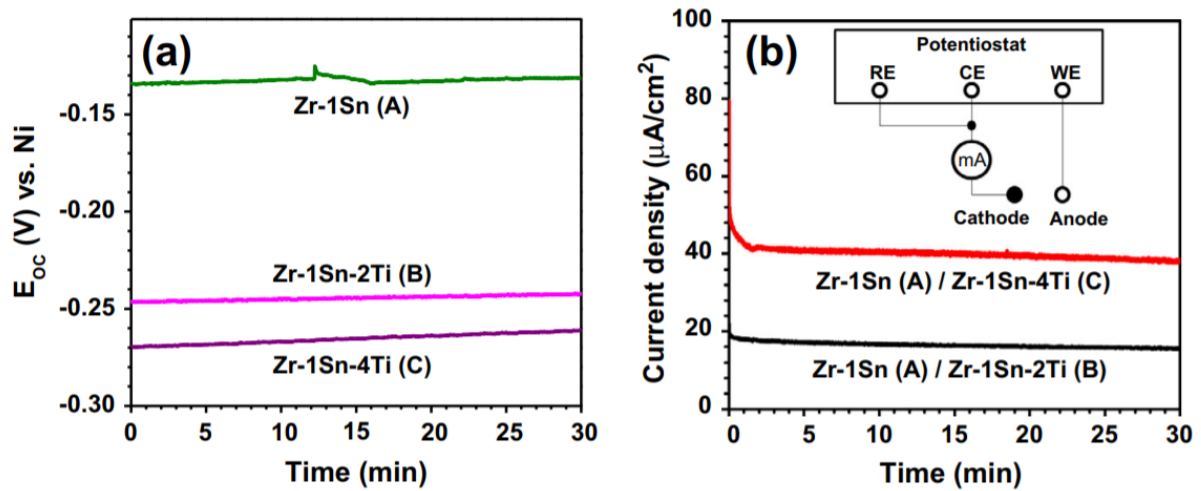 (a)
E_OC (V) vs. Ni
-0.15
-0.20
-0.25
-0.30
Zr-1Sn (A)
Zr-1Sn-2Ti (B)
Zr-1Sn-4Ti (C)
0 5 10 15 20 25 30
Time (min)
(b)
Current density (μA/cm²)
100
80
60
40
20
0
Potentiostat
RE CE WE
mA
Cathode Anode
Zr-1Sn (A) / Zr-1Sn-4Ti (C)
Zr-1Sn (A) / Zr-1Sn-2Ti (B)
0 5 10 15 20 25 30
Time (min)